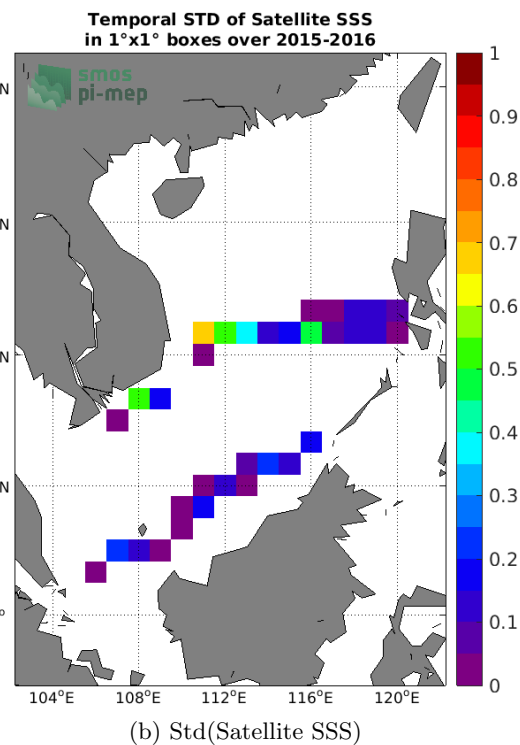 Temporal STD of Satellite SSS
in 1°x1° boxes over 2015-2016
smos
pi-mep
N
N
N
N
°
104°E 108°E 112°E 116°E 120°E
1
0.9
0.8
0.7
0.6
0.5
0.4
0.3
0.2
0.1
0
(b) Std(Satellite SSS)